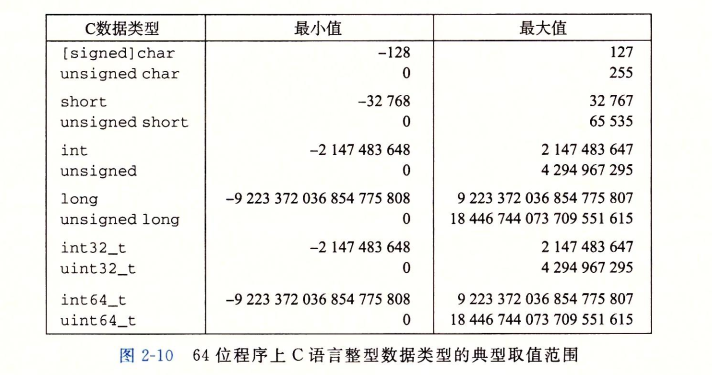 C数据类型 最小值 最大值
[signed]char −128 127
unsigned char 0 255
short −32 768 32 767
unsigned short 0 65 535
int −2 147 483 648 2 147 483 647
unsigned 0 4 294 967 295
long −9 223 372 036 854 775 808 9 223 372 036 854 775 807
unsigned long 0 18 446 744 073 709 551 615
int32_t −2 147 483 648 2 147 483 647
uint32_t 0 4 294 967 295
int64_t −9 223 372 036 854 775 808 9 223 372 036 854 775 807
uint64_t 0 18 446 744 073 709 551 615
图 2-10 64 位程序上 C 语言整型数据类型的典型取值范围